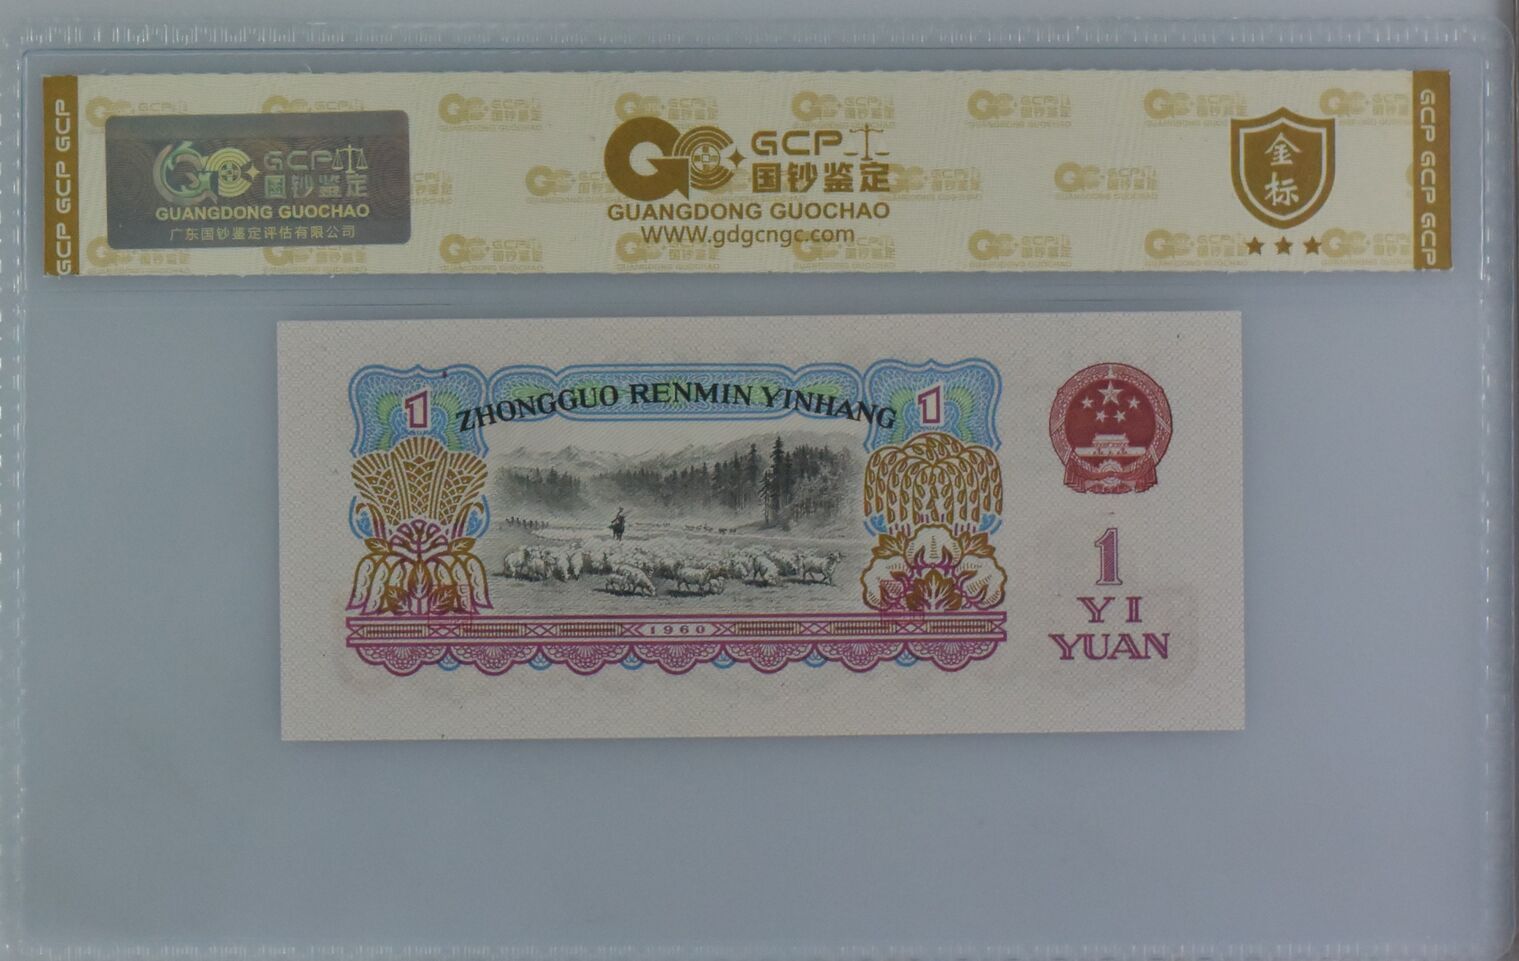 GCP GCP GCP
GCP
国钞鉴定
GUANGDONG GUOCHAO
广东国钞鉴定评估有限公司
GCP
国钞鉴定
GUANGDONG GUOCHAO
WWW.gdgcngc.com
金标
GCP GCP GCP
1
ZHONGGUO RENMIN YINHANG
1
1960
1
YI
YUAN